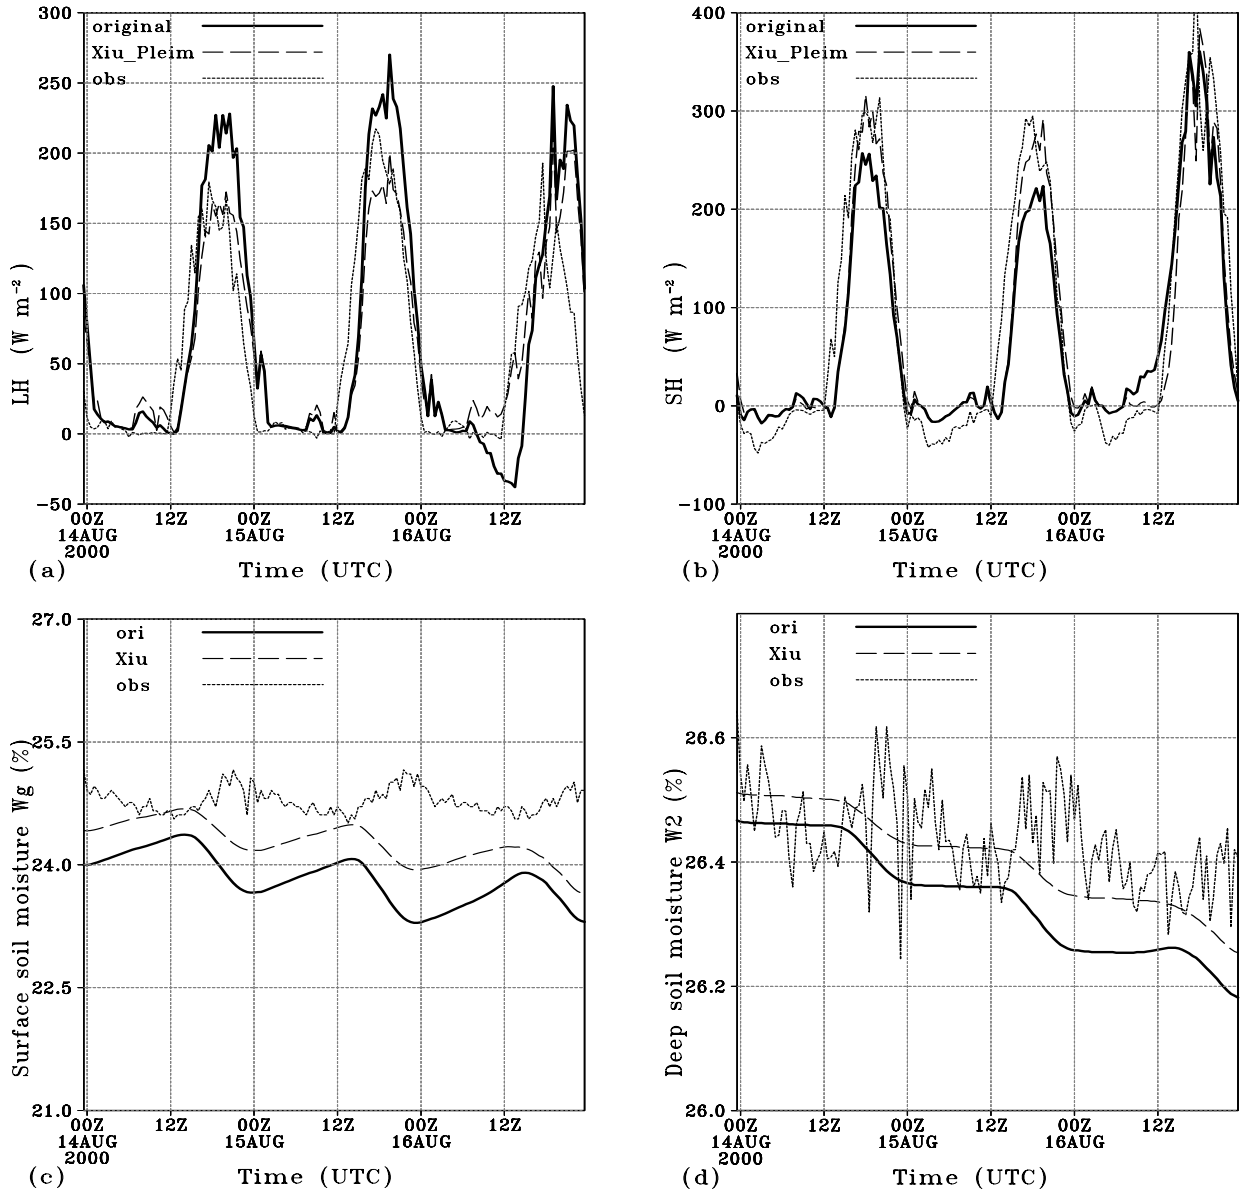 300
original
Xiu_Pleim
obs
250
200
150
100
50
0
−50
LH (W m⁻²)
00Z 12Z 00Z 12Z 00Z 12Z
14AUG 15AUG 16AUG
2000
(a) Time (UTC)
400
original
Xiu_Pleim
obs
300
200
100
0
−100
SH (W m⁻²)
00Z 12Z 00Z 12Z 00Z 12Z
14AUG 15AUG 16AUG
2000
(b) Time (UTC)
27.0
ori
Xiu
obs
25.5
24.0
22.5
21.0
Surface soil moisture Wg (%)
00Z 12Z 00Z 12Z 00Z 12Z
14AUG 15AUG 16AUG
2000
(c) Time (UTC)
ori
Xiu
obs
26.6
26.4
26.2
26.0
Deep soil moisture W2 (%)
00Z 12Z 00Z 12Z 00Z 12Z
14AUG 15AUG 16AUG
2000
(d) Time (UTC)